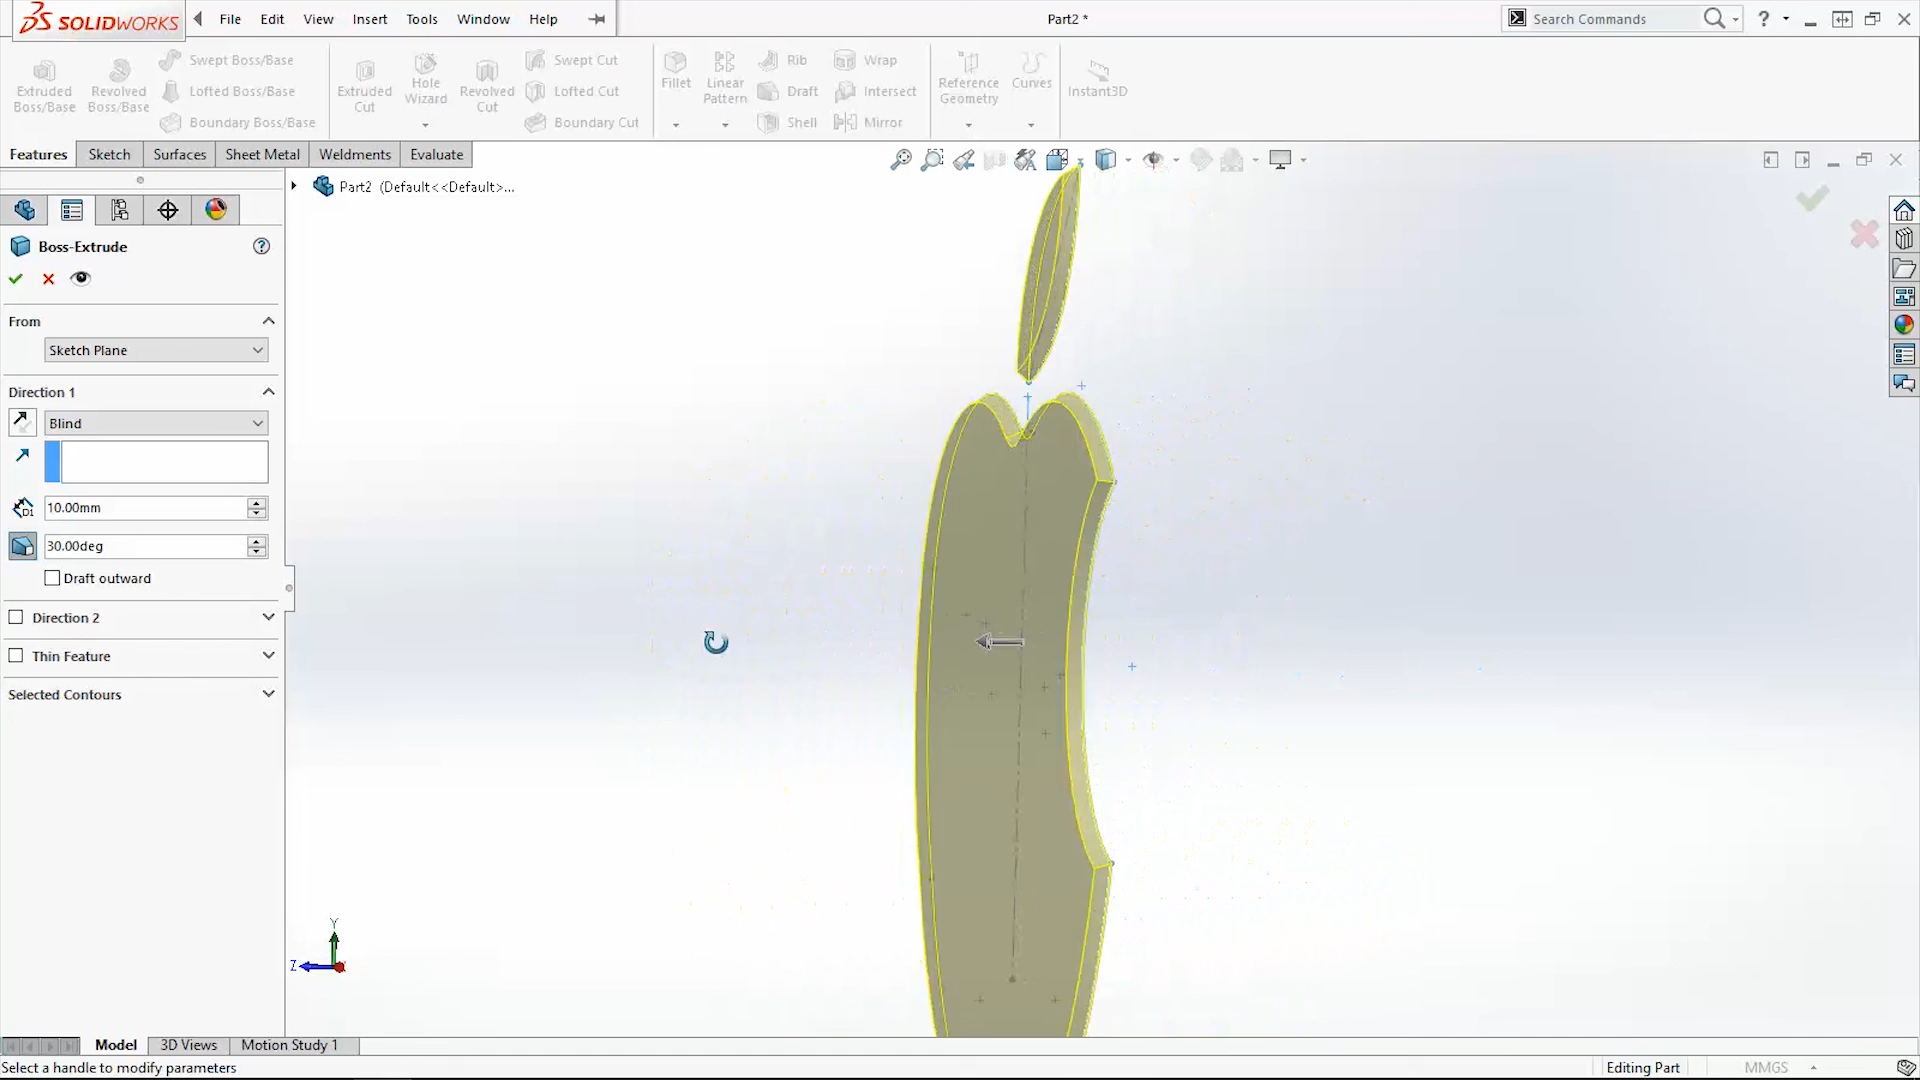 SOLIDWORKS File Edit View Insert Tools Window Help Part2 * Search Commands ?
Extruded Boss/Base
Revolved Boss/Base
Swept Boss/Base
Lofted Boss/Base
Boundary Boss/Base
Extruded Cut
Hole Wizard
Revolved Cut
Swept Cut
Lofted Cut
Boundary Cut
Fillet
Linear Pattern
Rib
Draft
Shell
Wrap
Intersect
Mirror
Reference Geometry
Curves
Instant3D
Features Sketch Surfaces Sheet Metal Weldments Evaluate
Part2 (Default<<Default>...
Boss-Extrude ?
From
Sketch Plane
Direction 1
Blind
D1 10.00mm
30.00deg
Draft outward
Direction 2
Thin Feature
Selected Contours
Y
Z
Model 3D Views Motion Study 1
Select a handle to modify parameters Editing Part MMGS